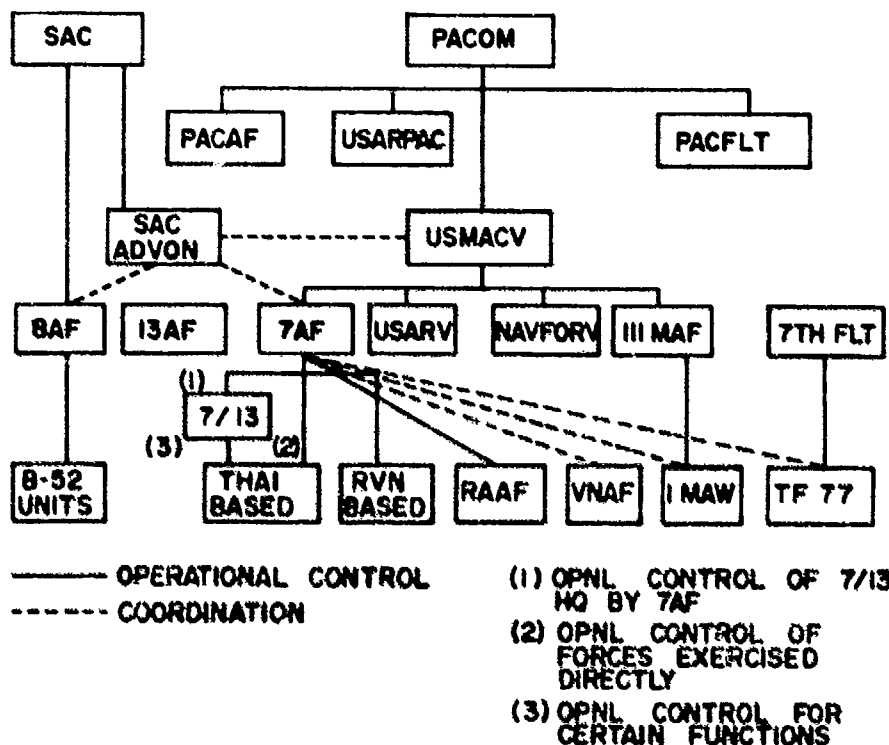 SAC
PACOM
PACAF
USARPAC
PACFLT
SAC
ADVON
USMACV
8AF
13AF
7AF
USARV
NAVFORV
III MAF
7TH FLT
(1)
7/13
(3)
(2)
B-52
UNITS
THAI
BASED
RVN
BASED
RAAF
VNAF
I MAW
TF 77
OPERATIONAL CONTROL
COORDINATION
(1) OPNL CONTROL OF 7/13
HQ BY 7AF
(2) OPNL CONTROL OF
FORCES EXERCISED
DIRECTLY
(3) OPNL CONTROL FOR
CERTAIN FUNCTIONS